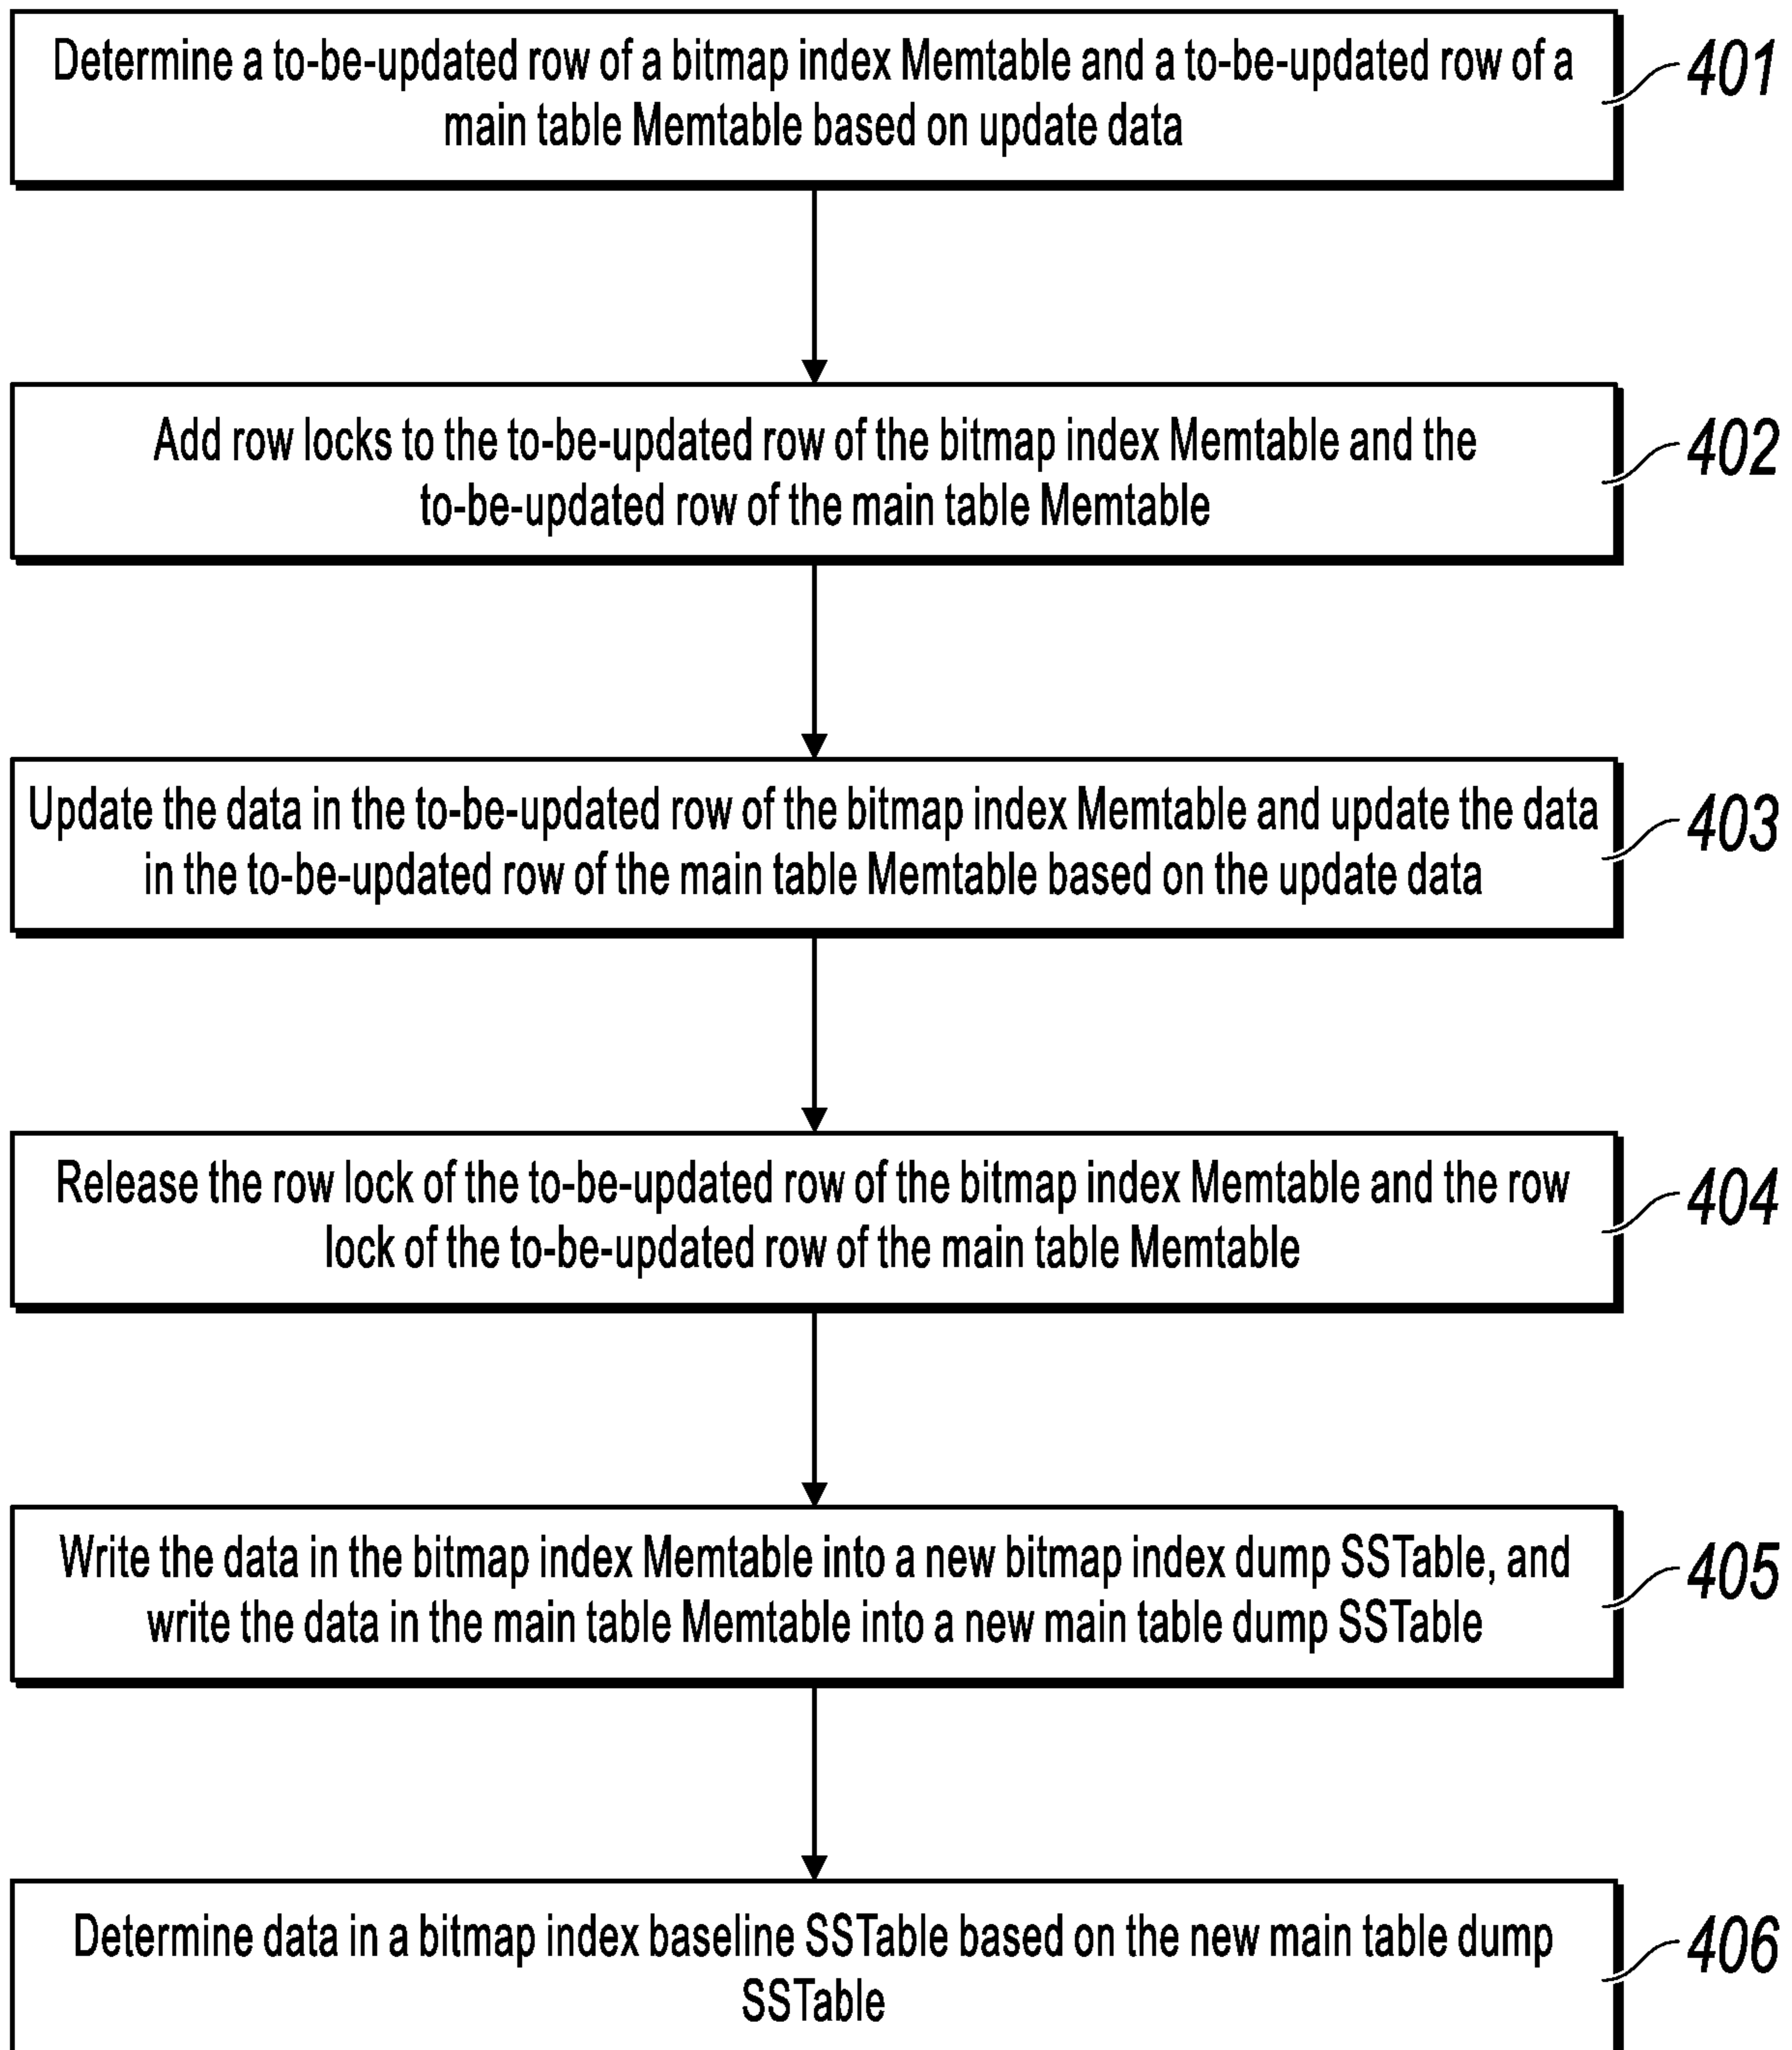 Determine a to-be-updated row of a bitmap index Memtable and a to-be-updated row of a
main table Memtable based on update data
401
Add row locks to the to-be-updated row of the bitmap index Memtable and the
to-be-updated row of the main table Memtable
402
Update the data in the to-be-updated row of the bitmap index Memtable and update the data
in the to-be-updated row of the main table Memtable based on the update data
403
Release the row lock of the to-be-updated row of the bitmap index Memtable and the row
lock of the to-be-updated row of the main table Memtable
404
Write the data in the bitmap index Memtable into a new bitmap index dump SSTable, and
write the data in the main table Memtable into a new main table dump SSTable
405
Determine data in a bitmap index baseline SSTable based on the new main table dump
SSTable
406